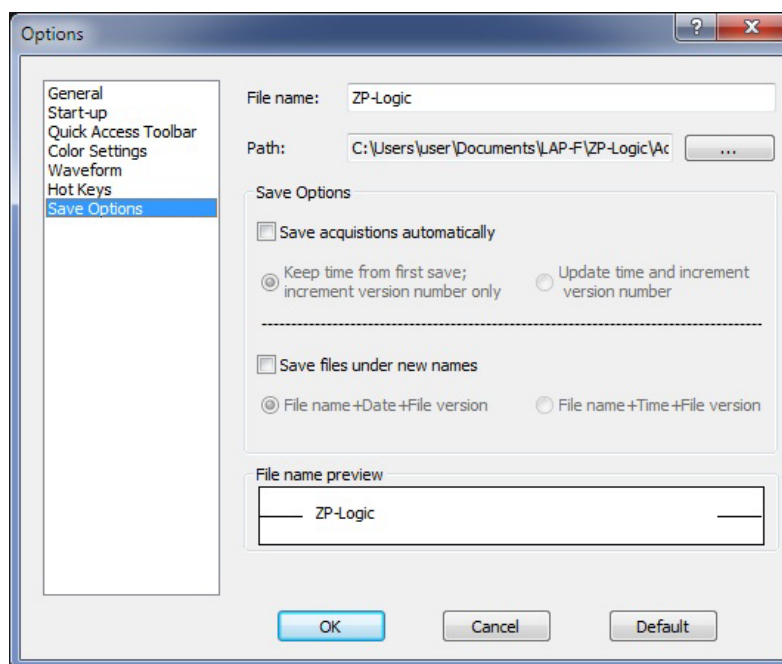 Options
?
X
General
Start-up
Quick Access Toolbar
Color Settings
Waveform
Hot Keys
Save Options
File name:
ZP-Logic
Path:
C:\Users\user\Documents\LAP-F\ZP-Logic\Ac
...
Save Options
Save acquistions automatically
Keep time from first save;
increment version number only
Update time and increment
version number
Save files under new names
File name+Date+File version
File name+Time+File version
File name preview
ZP-Logic
OK
Cancel
Default